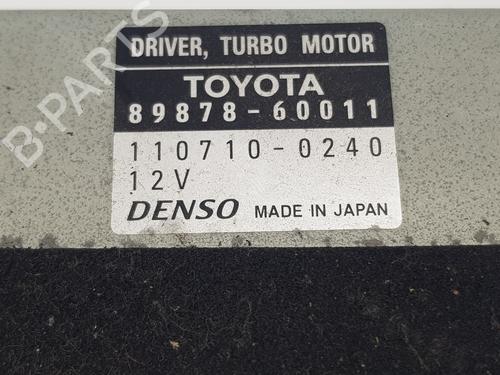 DRIVER, TURBO MOTOR
TOYOTA
89878-60011
110710-0240
12V
DENSO MADE IN JAPAN
B-PARTS